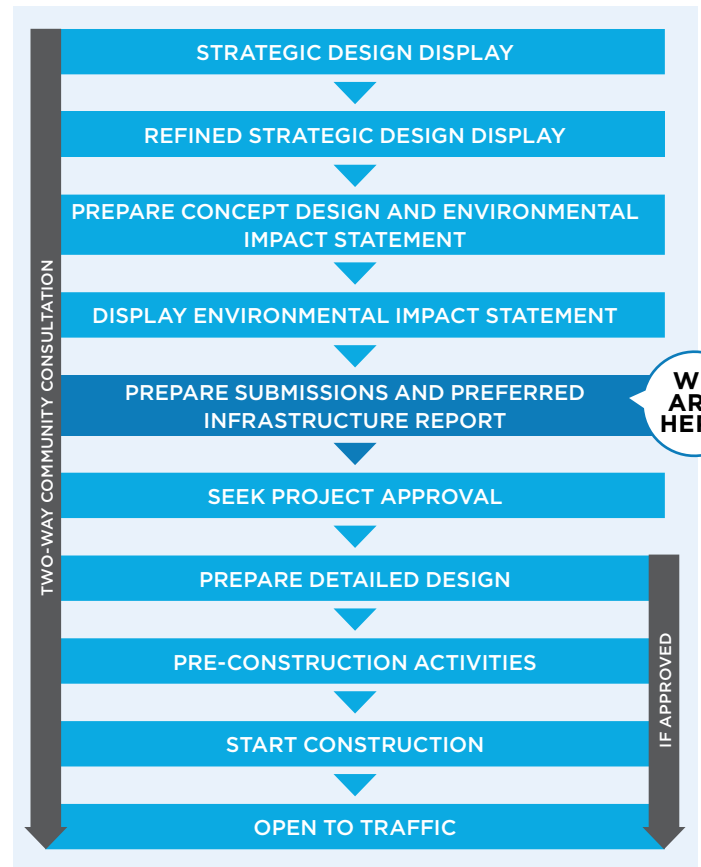 STRATEGIC DESIGN DISPLAY
REFINED STRATEGIC DESIGN DISPLAY
PREPARE CONCEPT DESIGN AND ENVIRONMENTAL
IMPACT STATEMENT
DISPLAY ENVIRONMENTAL IMPACT STATEMENT
PREPARE SUBMISSIONS AND PREFERRED
INFRASTRUCTURE REPORT
SEEK PROJECT APPROVAL
PREPARE DETAILED DESIGN
PRE-CONSTRUCTION ACTIVITIES
START CONSTRUCTION
OPEN TO TRAFFIC
TWO-WAY COMMUNITY CONSULTATION
IF APPROVED